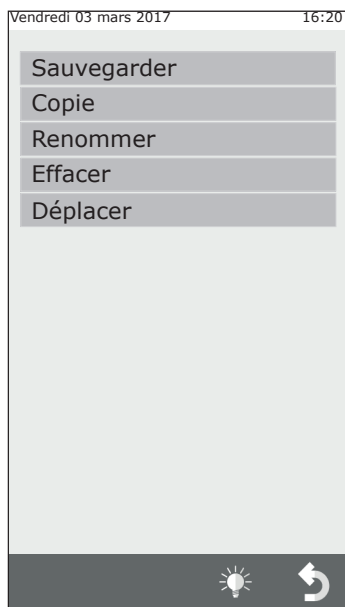 Vendredi 03 mars 2017 16:20
Sauvegarder
Copie
Renommer
Effacer
Déplacer